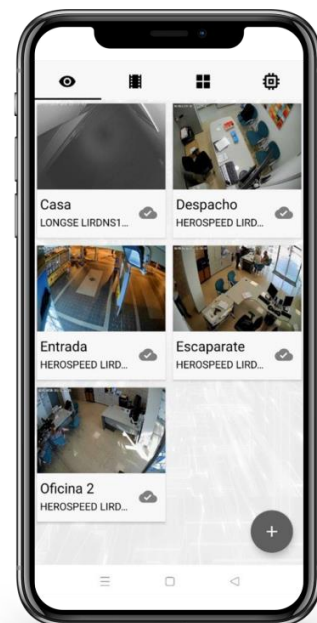 Casa
LONGSE LIRDNS1...
Despacho
HEROSPEED LIRD...
Entrada
HEROSPEED LIRD...
Escaparate
HEROSPEED LIRD...
Oficina 2
HEROSPEED LIRD...
+